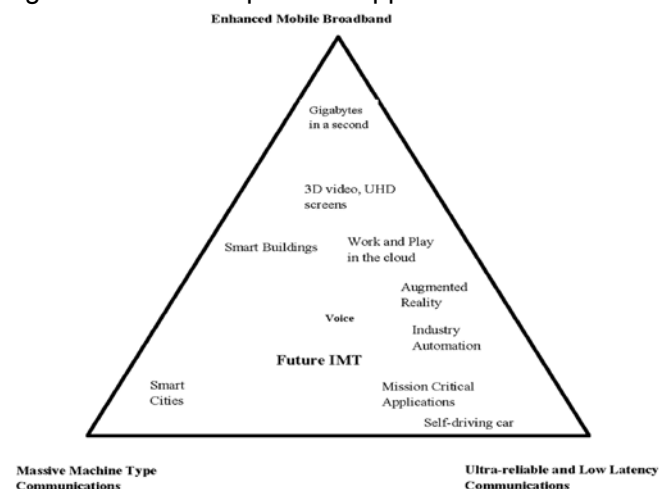 Enhanced Mobile Broadband
Gigabytes
in a second
3D video, UHD
screens
Smart Buildings
Work and Play
in the cloud
Augmented
Reality
Voice
Industry
Automation
Future IMT
Smart
Cities
Mission Critical
Applications
Self-driving car
Massive Machine Type
Communications
Ultra-reliable and Low Latency
Communications